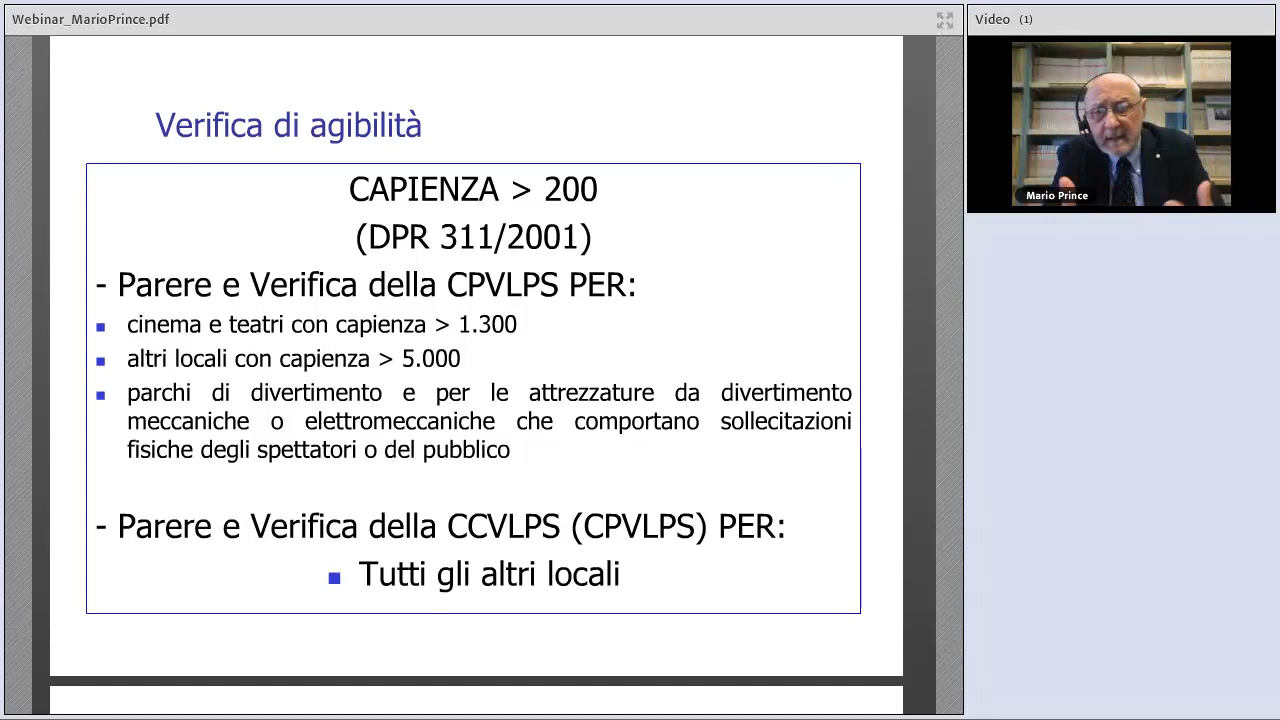 Webinar_MarioPrince.pdf
Video (1)
Verifica di agibilità
CAPIENZA > 200
(DPR 311/2001)
- Parere e Verifica della CPVLPS PER:
cinema e teatri con capienza > 1.300
altri locali con capienza > 5.000
parchi di divertimento e per le attrezzature da divertimento
meccaniche o elettromeccaniche che comportano sollecitazioni
fisiche degli spettatori o del pubblico
- Parere e Verifica della CCVLPS (CPVLPS) PER:
Tutti gli altri locali
Mario Prince